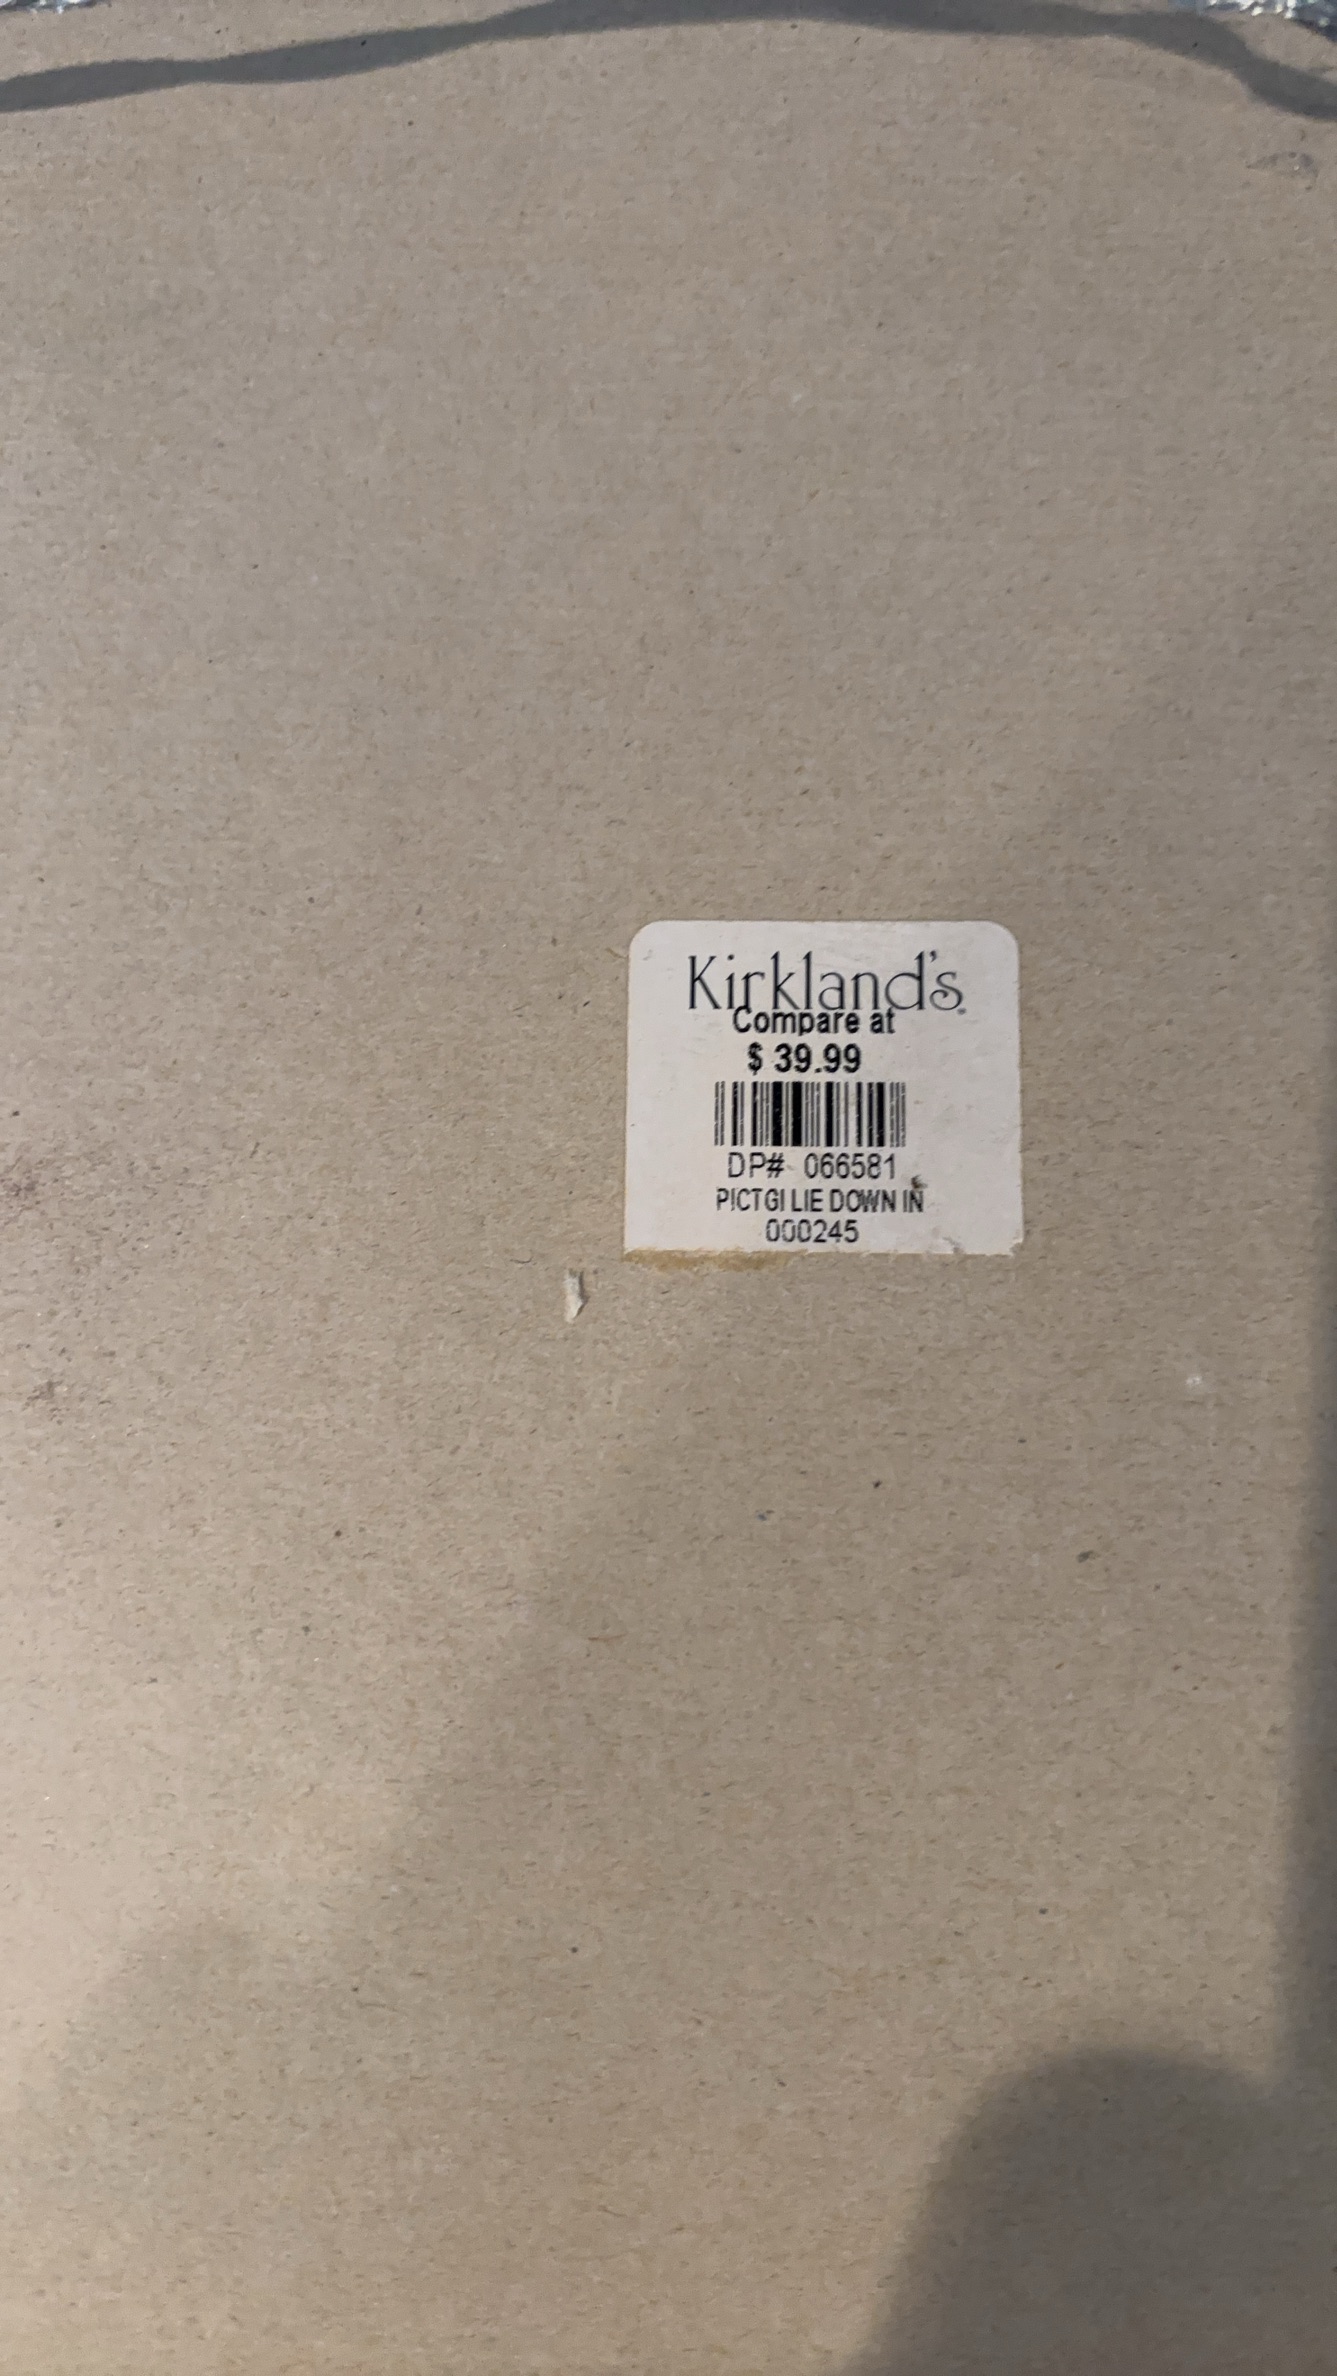 Kirkland's
Compare at
$ 39.99
DP# 066581
PICTGI LIE DOWN IN
000245